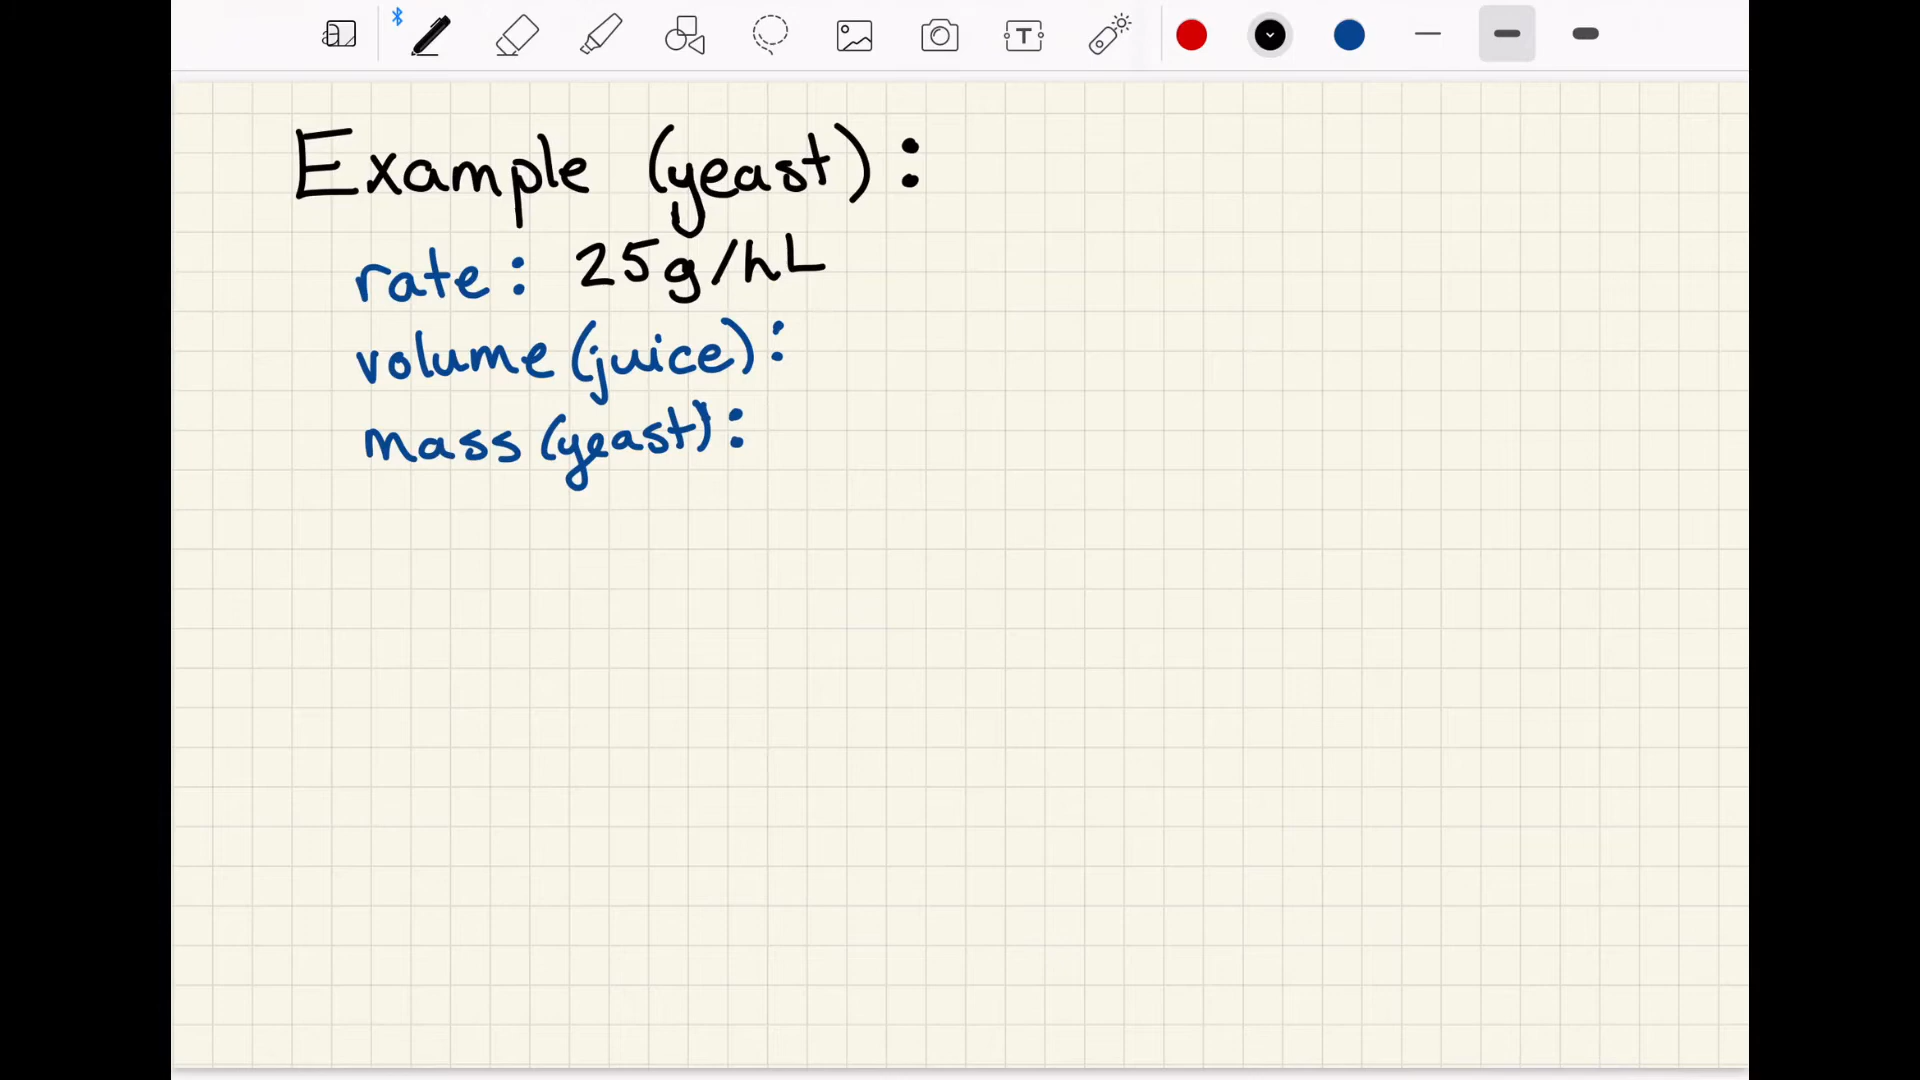 Example (yeast):
rate: 25g/hL
volume (juice):
mass (yeast):